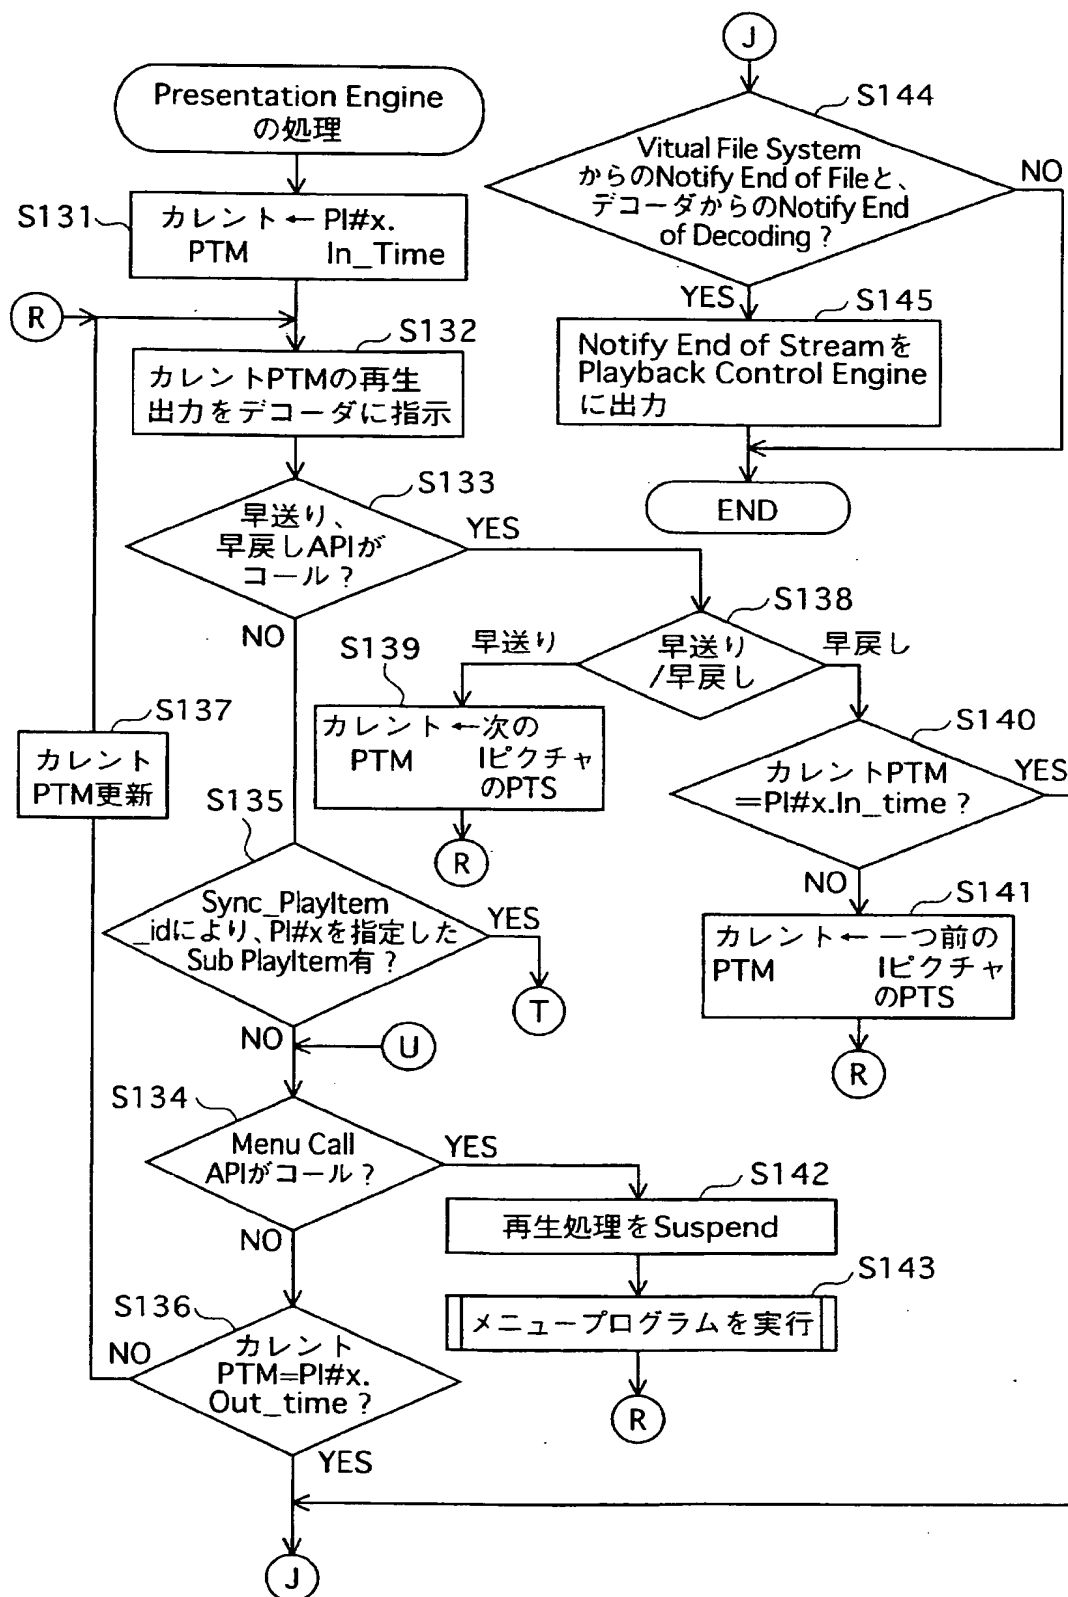 Presentation Engine
の処理
S131
カレント ← PI#x.
PTM In_Time
R
S132
カレントPTMの再生
出力をデコーダに指示
S133
早送り、
早戻しAPIが
コール？
YES
NO
S137
カレント
PTM更新
S138
早送り
/早戻し
早送り
早戻し
S139
カレント ←次の
PTM Iピクチャ
のPTS
R
S140
カレントPTM
=PI#x.In_time？
YES
NO
S141
カレント← 一つ前の
PTM Iピクチャ
のPTS
R
S135
Sync_PlayItem
_idにより、PI#xを指定した
Sub PlayItem有？
YES
T
NO
U
S134
Menu Call
APIがコール？
YES
NO
S142
再生処理をSuspend
S143
メニュープログラムを実行
R
S136
カレント
PTM=PI#x.
Out_time？
NO
YES
J
J
S144
Vitual File System
からのNotify End of Fileと、
デコーダからのNotify End
of Decoding？
NO
YES
S145
Notify End of Streamを
Playback Control Engine
に出力
END